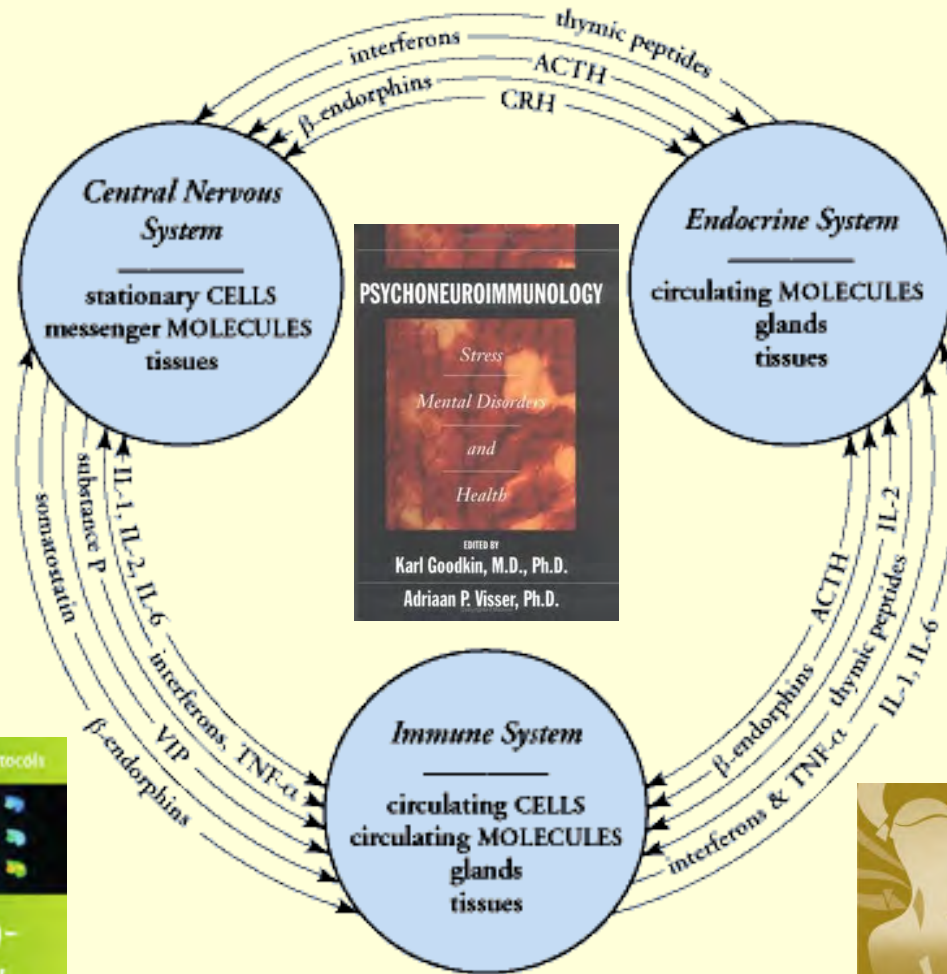 thymic peptides
interferons
ACTH
β-endorphins
CRH
Central Nervous
System
stationary CELLS
messenger MOLECULES
tissues
Endocrine System
circulating MOLECULES
glands
tissues
PSYCHONEUROIMMUNOLOGY
Stress
Mental Disorders
and
Health
EDITED BY
Karl Goodkin, M.D., Ph.D.
Adriaan P. Visser, Ph.D.
somatostatin
β-endorphins
substance P
VIP
IL-1, IL-2, IL-6
interferons, TNF-α
ACTH
β-endorphins
IL-2
thymic peptides
IL-1, IL-6
interferons & TNF-α
Immune System
circulating CELLS
circulating MOLECULES
glands
tissues